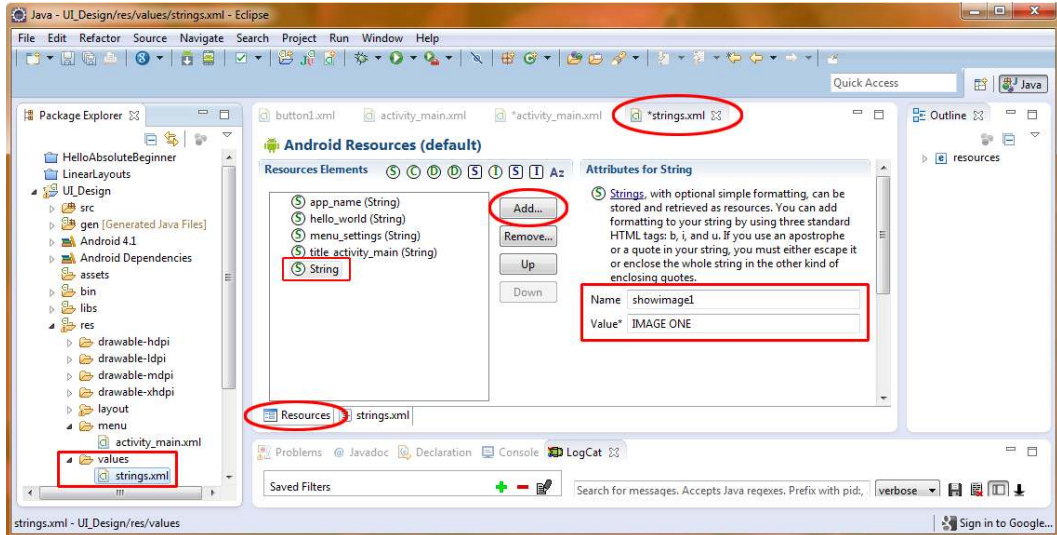 Java - UI_Design/res/values/strings.xml - Eclipse
File Edit Refactor Source Navigate Search Project Run Window Help
Quick Access
Java
Package Explorer
HelloAbsoluteBeginner
LinearLayouts
UI_Design
src
gen [Generated Java Files]
Android 4.1
Android Dependencies
assets
bin
libs
res
drawable-hdpi
drawable-ldpi
drawable-mdpi
drawable-xhdpi
layout
menu
activity_main.xml
values
strings.xml
button1.xml activity_main.xml *activity_main.xml *strings.xml
Android Resources (default)
Resources Elements S C D D S I S I Az
S app_name (String)
S hello_world (String)
S menu_settings (String)
S title_activity_main (String)
S String
Add...
Remove...
Up
Down
Attributes for String
S Strings, with optional simple formatting, can be
stored and retrieved as resources. You can add
formatting to your string by using three standard
HTML tags: b, i, and u. If you use an apostrophe
or a quote in your string, you must either escape it
or enclose the whole string in the other kind of
enclosing quotes.
Name showimage1
Value* IMAGE ONE
Resources strings.xml
Outline
resources
Problems @ Javadoc Declaration Console LogCat
Saved Filters
Search for messages. Accepts Java regexes. Prefix with pid:,
verbose
strings.xml - UI_Design/res/values
Sign in to Google...